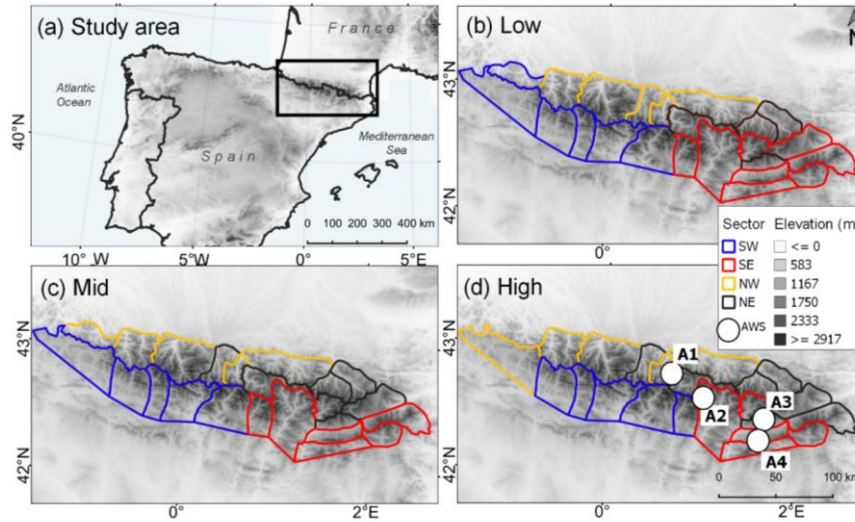 (a) Study area
France
Atlantic
Ocean
40°N
Spain
Mediterranean
Sea
0 100 200 300 400 km
10° W 5°W 0° 5°E
(b) Low
N
43°N
42°N
0°
Sector Elevation (m
SW <= 0
SE 583
NW 1167
NE 1750
AWS 2333
>= 2917
(c) Mid
43°N
42°N
0° 2°E
(d) High
43°N
42°N
A1
A2
A3
A4
0 50 100 km
0° 2°E